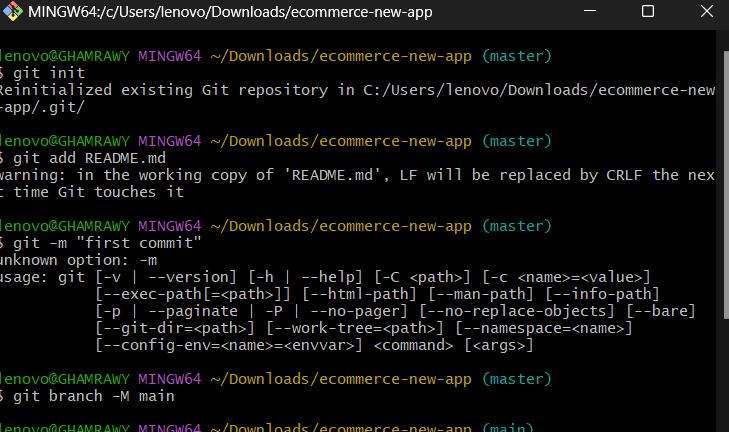 MINGW64:/c/Users/lenovo/Downloads/ecommerce-new-app
lenovo@GHAMRAWY MINGW64 ~/Downloads/ecommerce-new-app (master)
$ git init
Reinitialized existing Git repository in C:/Users/lenovo/Downloads/ecommerce-new
-app/.git/
lenovo@GHAMRAWY MINGW64 ~/Downloads/ecommerce-new-app (master)
$ git add README.md
warning: in the working copy of 'README.md', LF will be replaced by CRLF the nex
t time Git touches it
lenovo@GHAMRAWY MINGW64 ~/Downloads/ecommerce-new-app (master)
$ git -m "first commit"
unknown option: -m
usage: git [-v | --version] [-h | --help] [-C <path>] [-c <name>=<value>]
[--exec-path[=<path>]] [--html-path] [--man-path] [--info-path]
[-p | --paginate | -P | --no-pager] [--no-replace-objects] [--bare]
[--git-dir=<path>] [--work-tree=<path>] [--namespace=<name>]
[--config-env=<name>=<envvar>] <command> [<args>]
lenovo@GHAMRAWY MINGW64 ~/Downloads/ecommerce-new-app (master)
$ git branch -M main
lenovo@GHAMRAWY MINGW64 ~/Downloads/ecommerce-new-app (main)